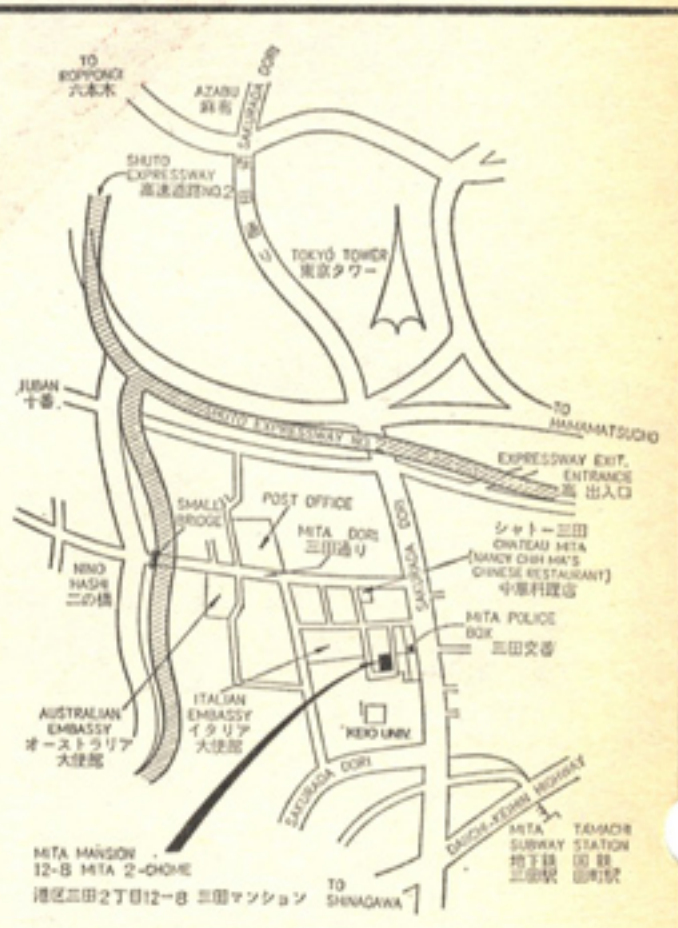 TO
ROPPONGI
六本木
AZABU
麻布
SAKURADA DORI
SHUTO
EXPRESSWAY
高速道路NO.2
桜田通り
TOKYO TOWER
東京タワー
JUBAN
十番
SHUTO EXPRESSWAY NO.
TO
HAMAMATSUCHO
EXPRESSWAY EXIT.
ENTRANCE
高 出入口
SMALL
BRIDGE
POST OFFICE
MITA DORI
三田通り
SAKURADA DORI
シャトー三田
CHATEAU MITA
[NANCY CHIH MA'S
CHINESE RESTAURANT]
中華料理店
NINO
HASHI
二の橋
MITA POLICE
BOX
三田交番
AUSTRALIAN
EMBASSY
オーストラリア
大使館
ITALIAN
EMBASSY
イタリア
大使館
KEIO UNIV.
SAKURADA DORI
DAIICHI-KEIHIN HIGHWAY
MITA
SUBWAY
地下鉄
三田駅
TAMACHI
STATION
国鉄
田町駅
MITA MANSION
12-8 MITA 2-CHOME
港区三田2丁目12-8 三田マンション
TO
SHINAGAWA